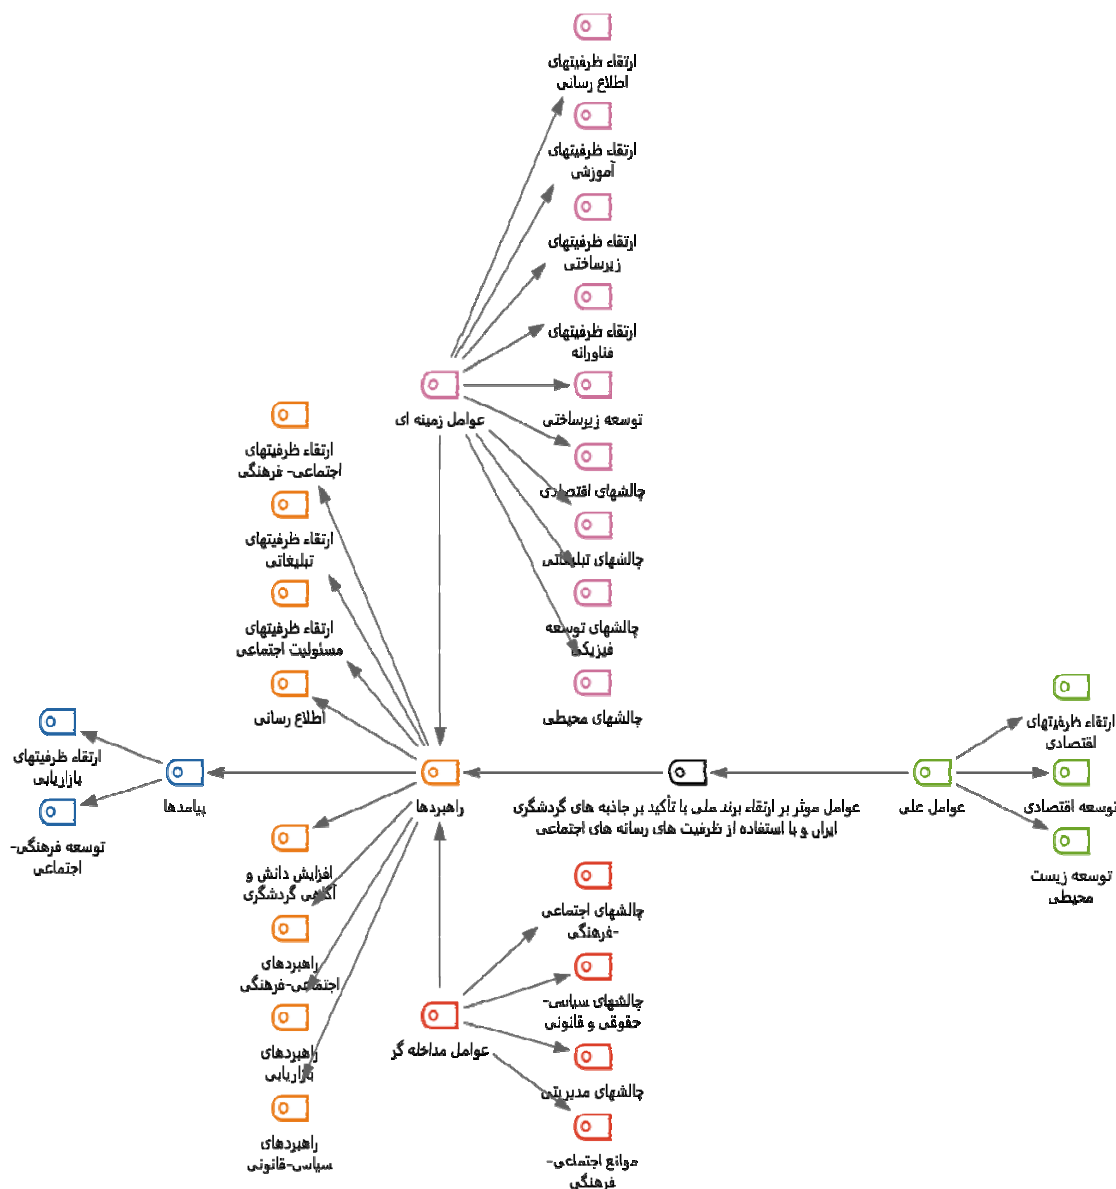 ارتقاء ظرفیتهای
اطلاع رسانی
ارتقاء ظرفیتهای
آموزشی
ارتقاء ظرفیتهای
زیرساختی
ارتقاء ظرفیتهای
فناورانه
عوامل زمینه ای
توسعه زیرساختی
چالشهای اقتصادی
چالشهای تبلیغاتی
چالشهای توسعه
فیزیکی
چالشهای محیطی
ارتقاء ظرفیتهای
اجتماعی- فرهنگی
ارتقاء ظرفیتهای
تبلیغاتی
ارتقاء ظرفیتهای
مسئولیت اجتماعی
اطلاع رسانی
ارتقاء ظرفیتهای
اقتصادی
توسعه اقتصادی
توسعه زیست
محیطی
عوامل علی
عوامل موثر بر ارتقاء برند ملی با تأکید بر جاذبه های گردشگری
ایران و با استفاده از ظرفیت های رسانه های اجتماعی
راهبردها
پیامدها
ارتقاء ظرفیتهای
بازاریابی
توسعه فرهنگی-
اجتماعی
افزایش دانش و
آگاهی گردشگری
راهبردهای
اجتماعی-فرهنگی
راهبردهای
بازاریابی
راهبردهای
سیاسی-قانونی
عوامل مداخله گر
چالشهای اجتماعی
-فرهنگی
چالشهای سیاسی-
حقوقی و قانونی
چالشهای مدیریتی
موانع اجتماعی-
فرهنگی